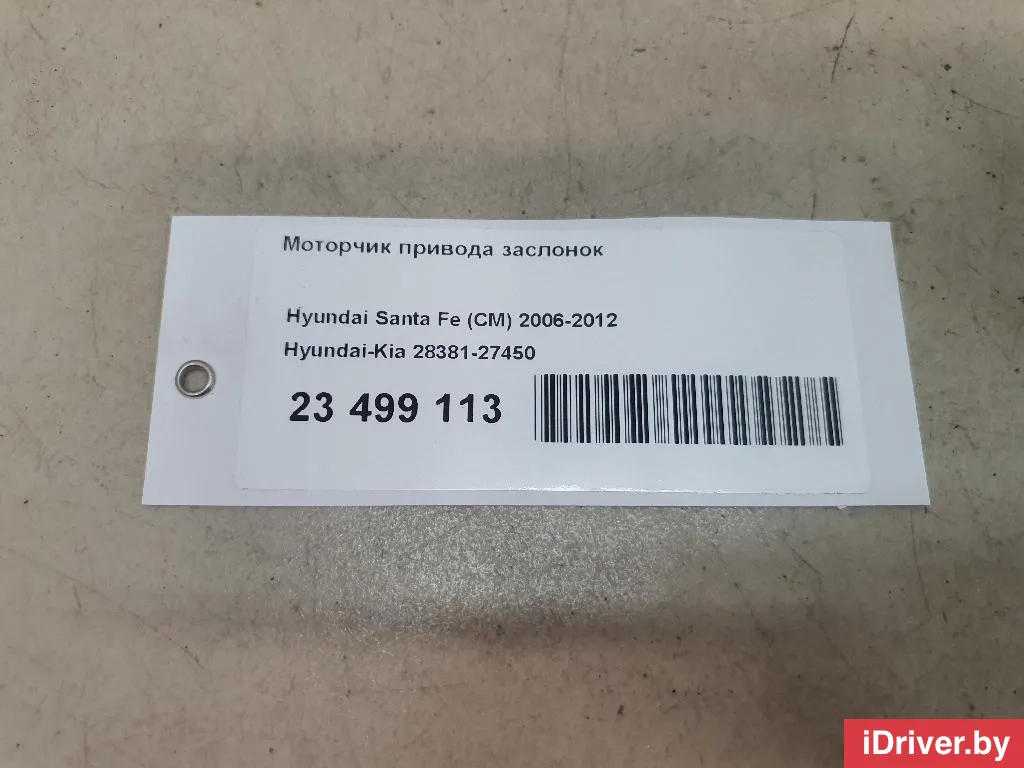 Моторчик привода заслонок
Hyundai Santa Fe (CM) 2006-2012
Hyundai-Kia 28381-27450
23 499 113
iDriver.by